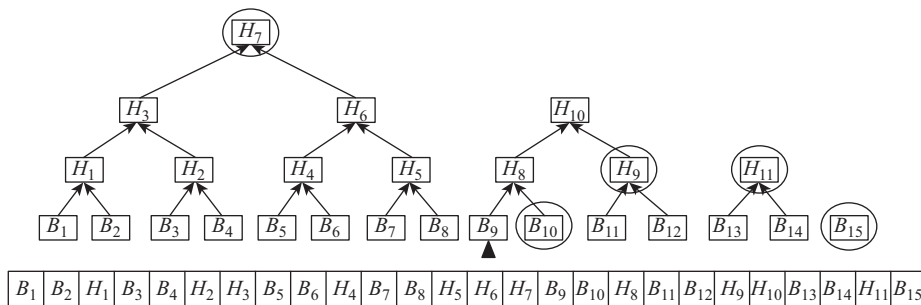 H₇
H₃ H₆ H₁₀
H₁ H₂ H₄ H₅ H₈ H₉ H₁₁
B₁ B₂ B₃ B₄ B₅ B₆ B₇ B₈ B₉ B₁₀ B₁₁ B₁₂ B₁₃ B₁₄ B₁₅
B₁ B₂ H₁ B₃ B₄ H₂ H₃ B₅ B₆ H₄ B₇ B₈ H₅ H₆ H₇ B₉ B₁₀ H₈ B₁₁ B₁₂ H₉ H₁₀ B₁₃ B₁₄ H₁₁ B₁₅